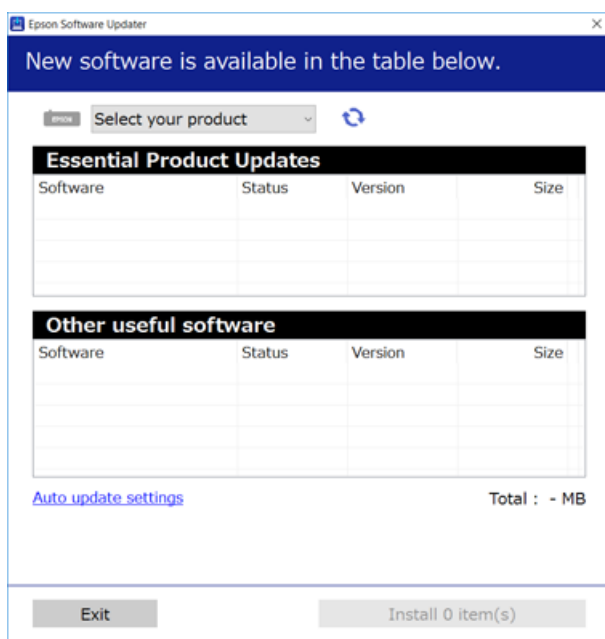 Epson Software Updater
New software is available in the table below.
EPSON Select your product
Essential Product Updates
Software Status Version Size
Other useful software
Software Status Version Size
Auto update settings Total : - MB
Exit Install 0 item(s)